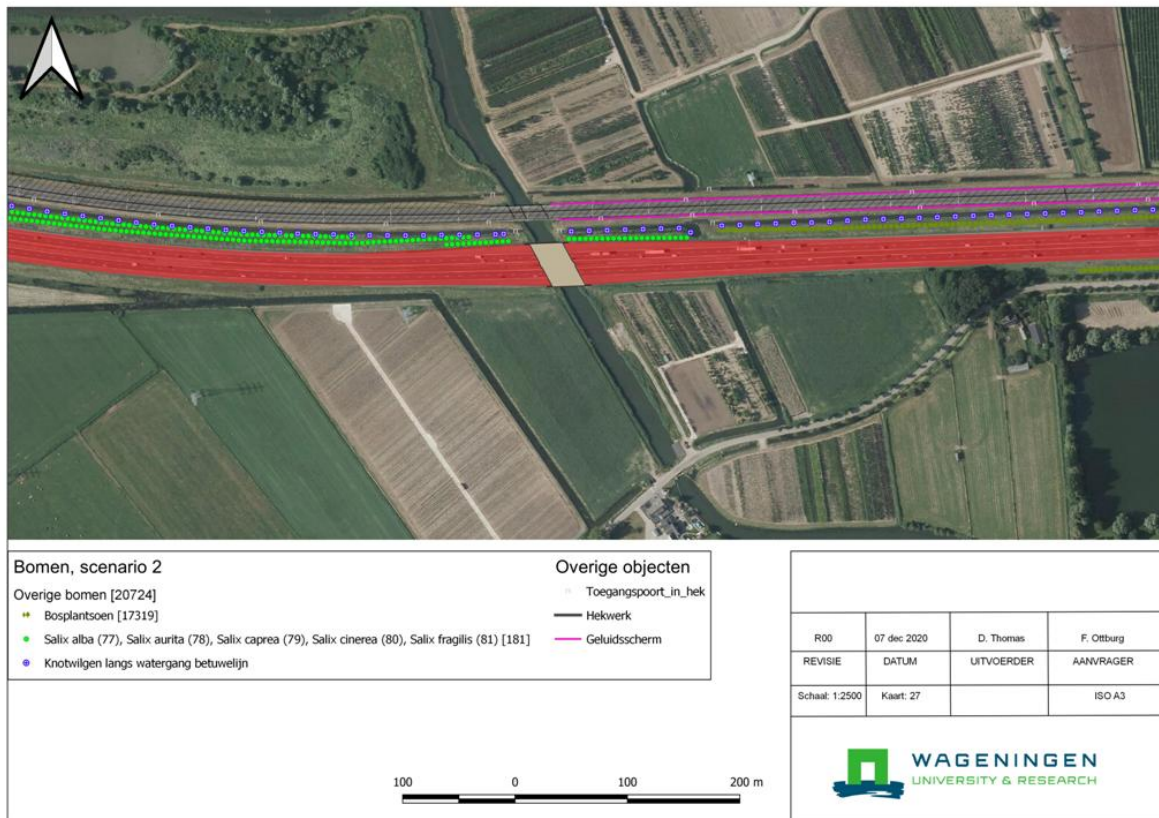 Bomen, scenario 2
Overige bomen [20724]
Bosplantsoen [17319]
Salix alba (77), Salix aurita (78), Salix caprea (79), Salix cinerea (80), Salix fragilis (81) [181]
Knotwilgen langs watergang betuwelijn
Overige objecten
Toegangspoort_in_hek
Hekwerk
Geluidsscherm
R00 07 dec 2020 D. Thomas F. Ottburg
REVISIE DATUM UITVOERDER AANVRAGER
Schaal: 1:2500 Kaart: 27 ISO A3
100 0 100 200 m
WAGENINGEN
UNIVERSITY & RESEARCH